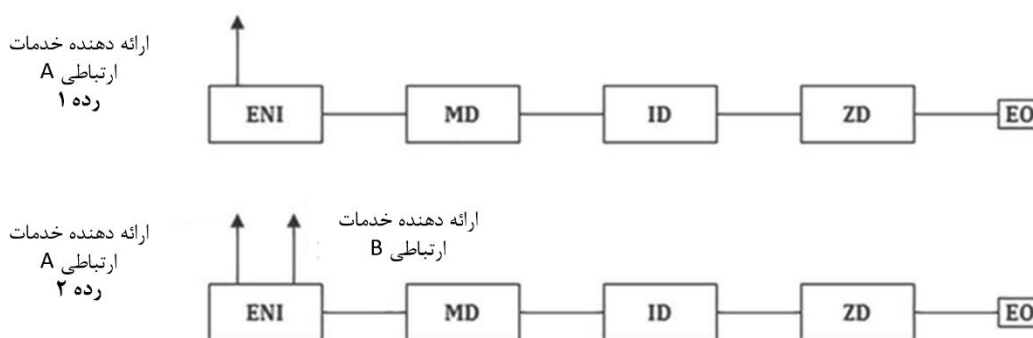 ارائه دهنده خدمات
ارتباطی A
رده ۱
ENI MD ID ZD EO
ارائه دهنده خدمات
ارتباطی A
رده ۲
ارائه دهنده خدمات
ارتباطی B
ENI MD ID ZD EO